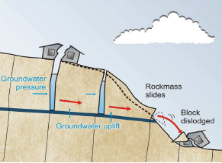 Groundwater
pressure
Rockmass
slides
Block
dislodged
Groundwater uplift